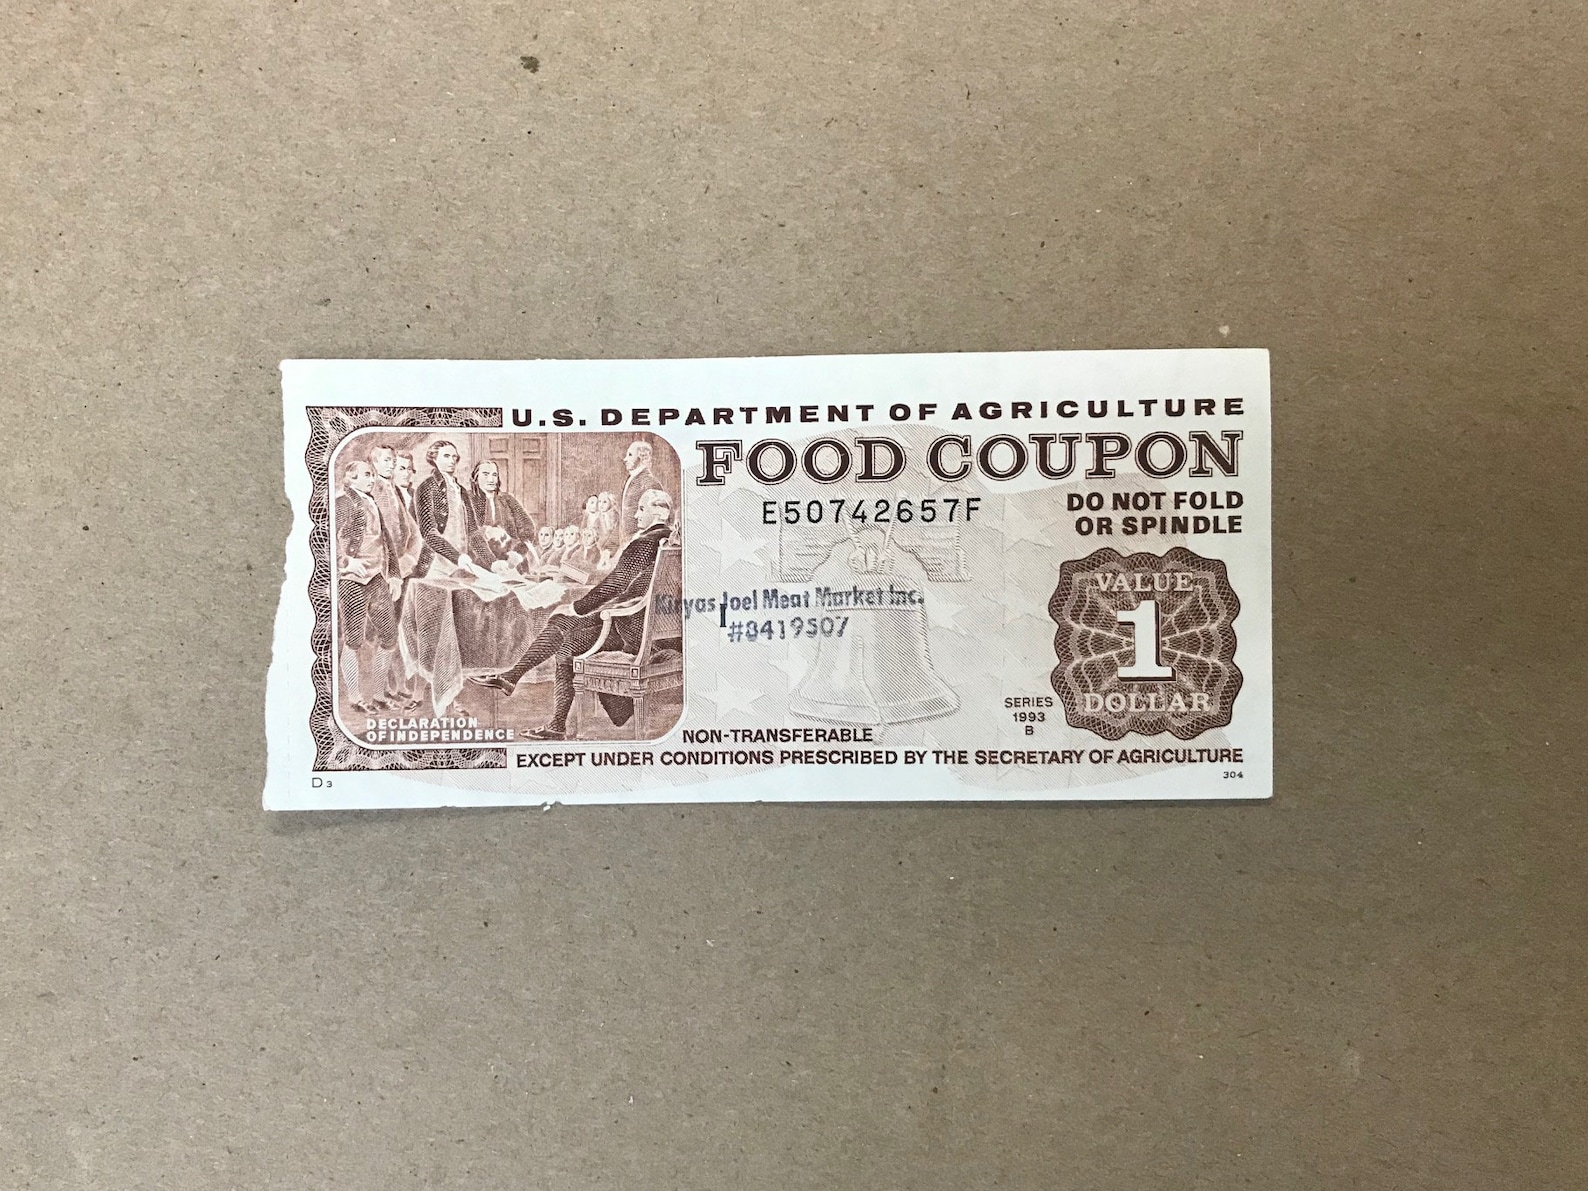 U.S. DEPARTMENT OF AGRICULTURE
FOOD COUPON
E50742657F
DO NOT FOLD
OR SPINDLE
Kiryas Joel Meat Market Inc.
#8419507
VALUE
1
DOLLAR
SERIES
1993
B
DECLARATION
OF INDEPENDENCE
NON-TRANSFERABLE
EXCEPT UNDER CONDITIONS PRESCRIBED BY THE SECRETARY OF AGRICULTURE
D 3
304